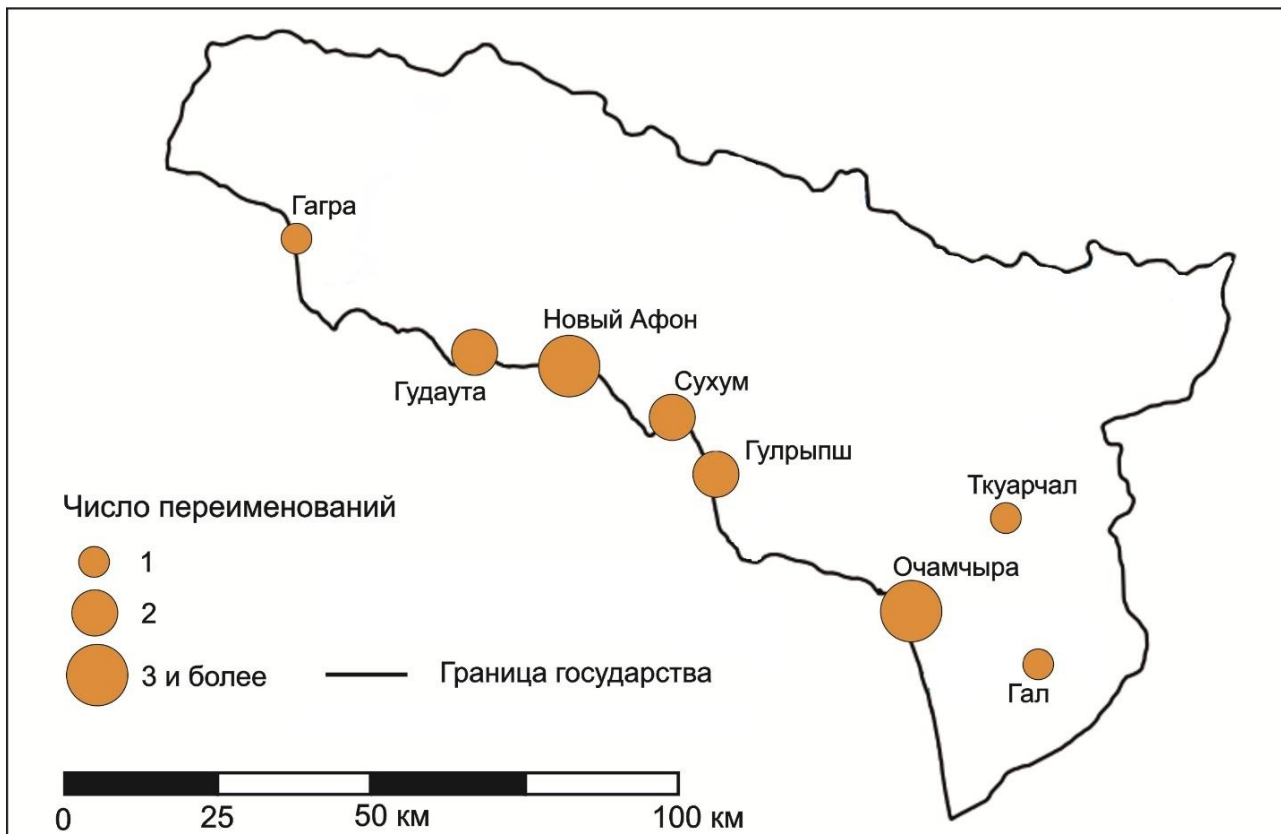 Гагра
Новый Афон
Гудаута
Сухум
Гулрыпш
Ткуарчал
Очамчыра
Гал
Число переименований
1
2
3 и более
Граница государства
0 25 50 км 100 км